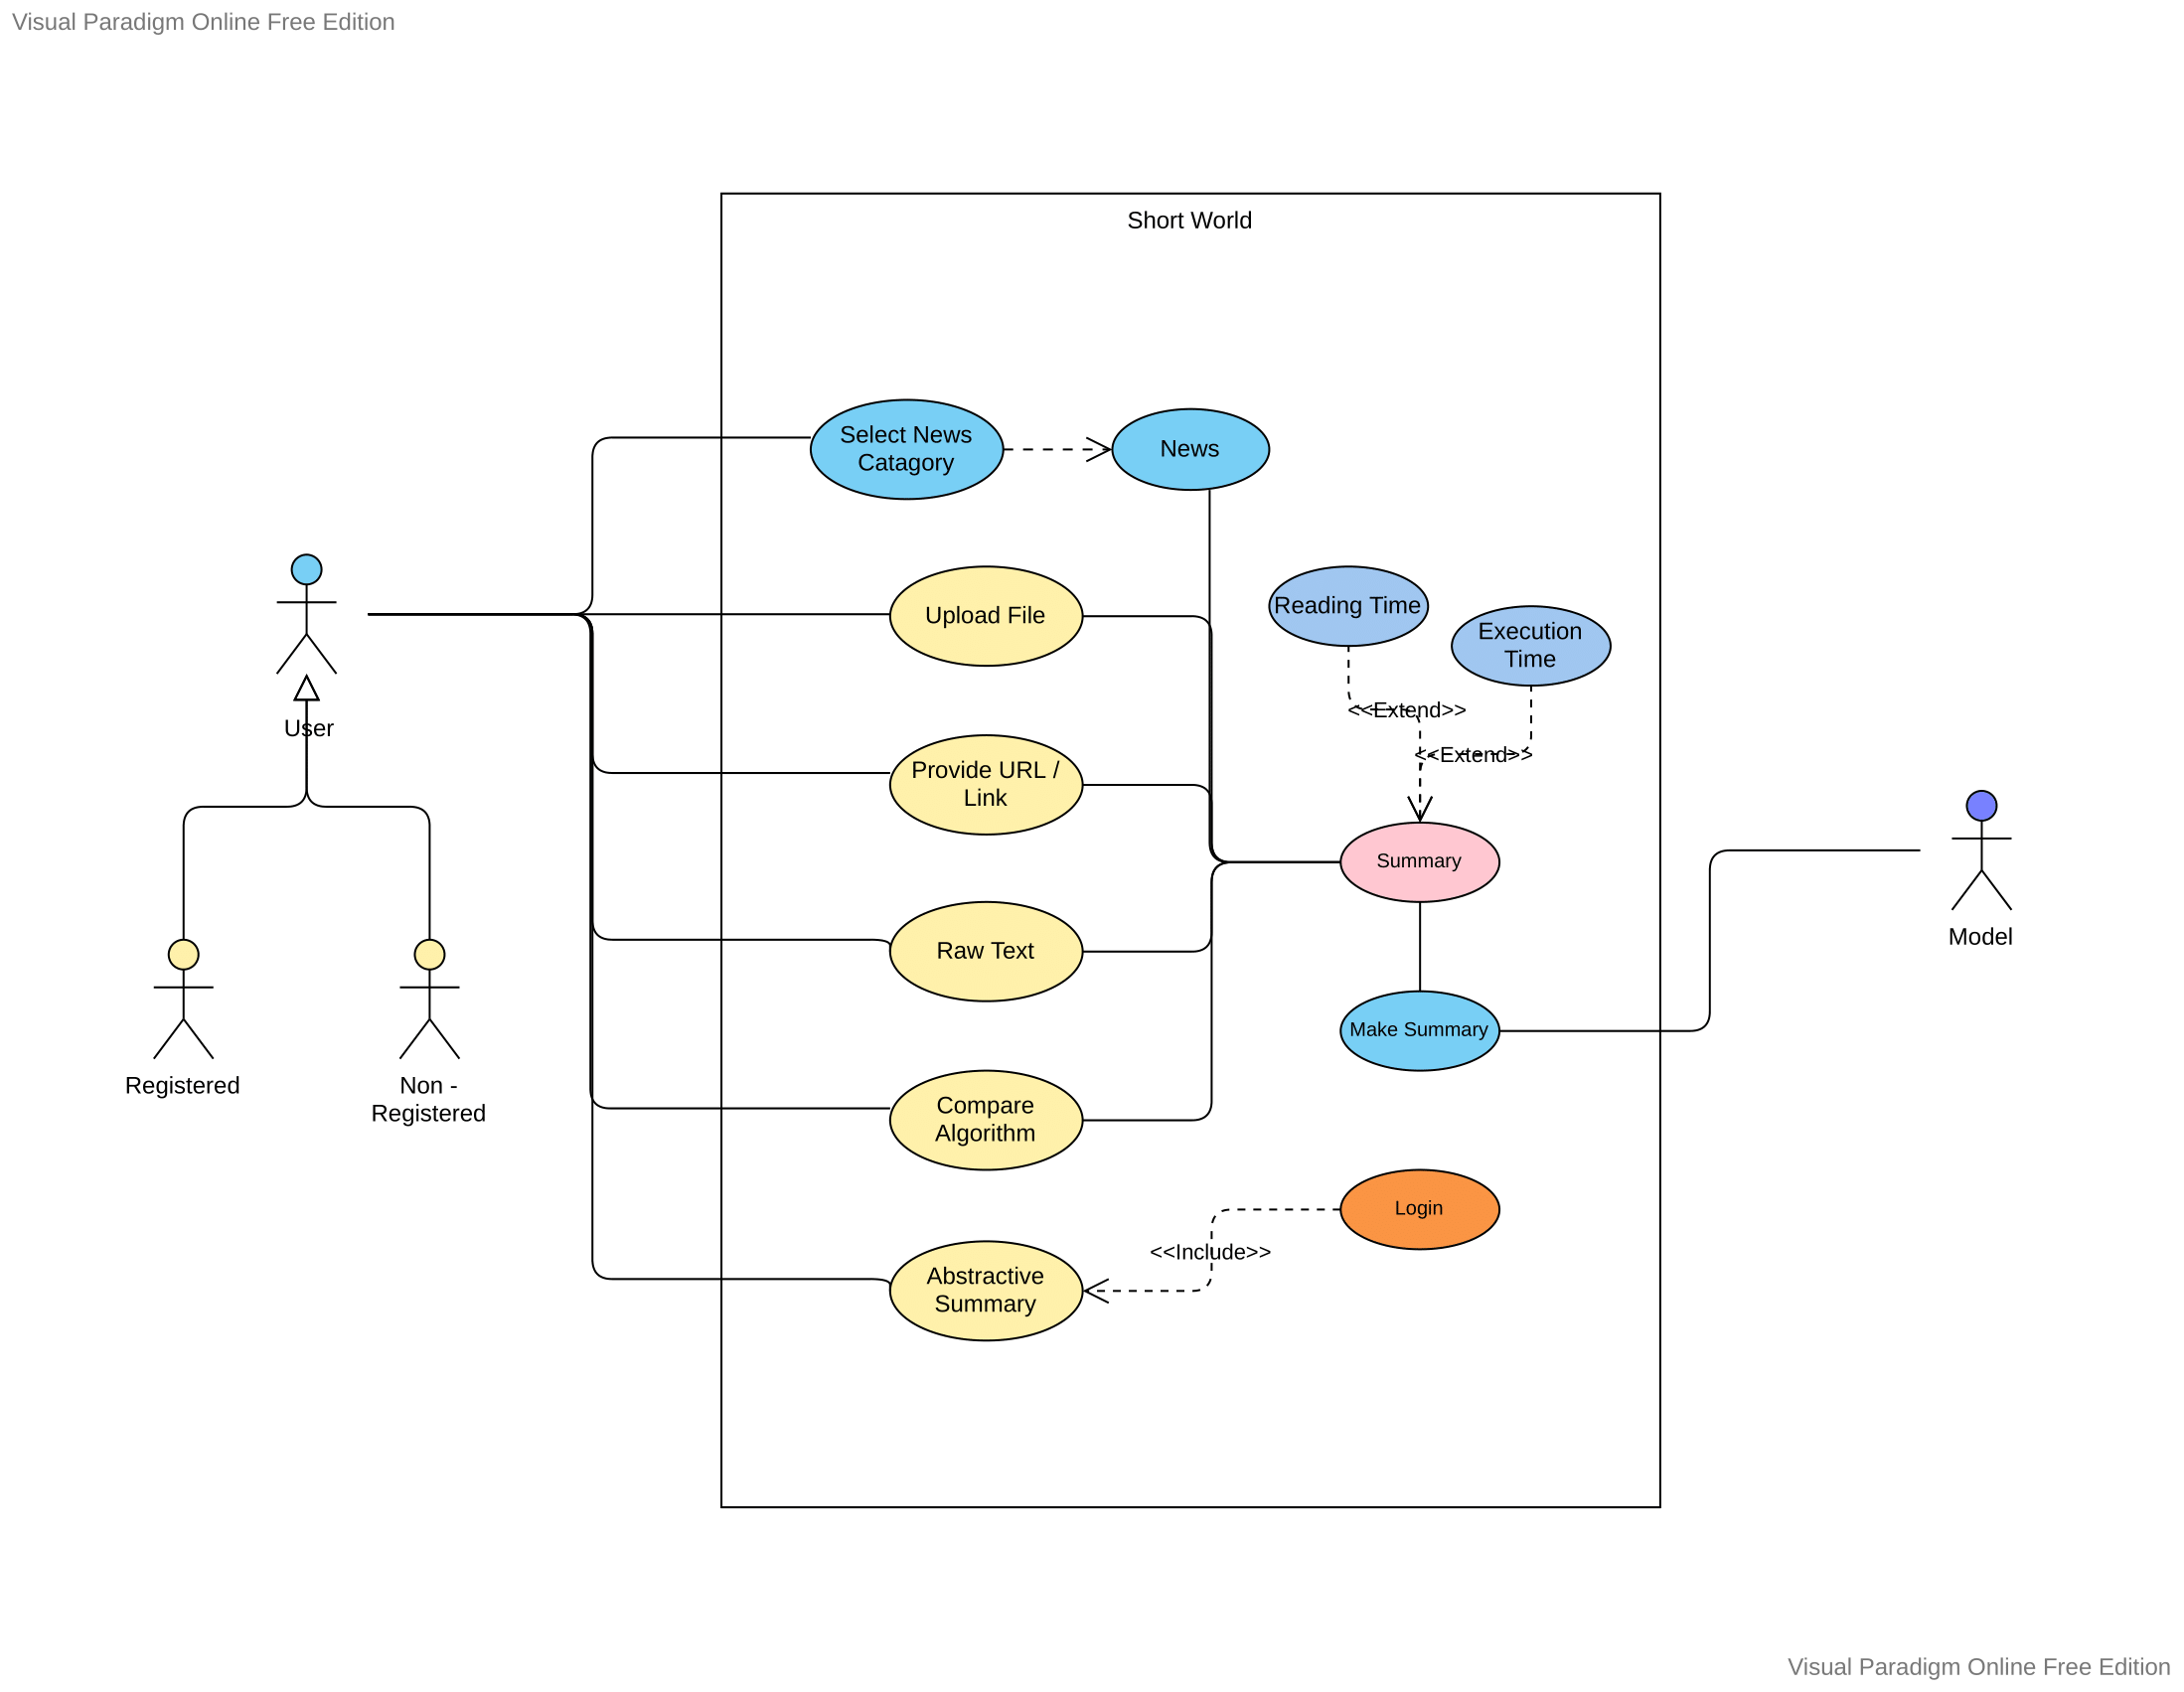 Visual Paradigm Online Free Edition
Short World
Select News
Catagory
News
Upload File
Reading Time
Execution
Time
<<Extend>>
<<Extend>>
User
Provide URL /
Link
Summary
Raw Text
Model
Make Summary
Registered
Non -
Registered
Compare
Algorithm
Login
<<Include>>
Abstractive
Summary
Visual Paradigm Online Free Edition